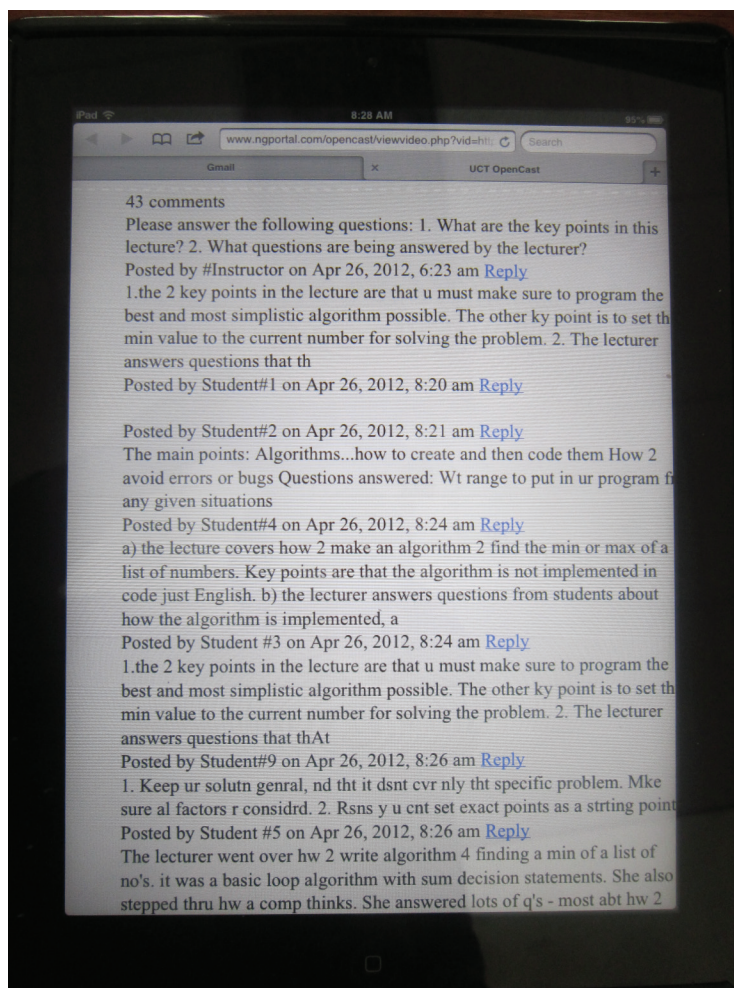 iPad
8:28 AM
95%
www.ngportal.com/opencast/viewvideo.php?vid=htt
Search
Gmail
UCT OpenCast
43 comments
Please answer the following questions: 1. What are the key points in this
lecture? 2. What questions are being answered by the lecturer?
Posted by #Instructor on Apr 26, 2012, 6:23 am Reply
1.the 2 key points in the lecture are that u must make sure to program the
best and most simplistic algorithm possible. The other ky point is to set th
min value to the current number for solving the problem. 2. The lecturer
answers questions that th
Posted by Student#1 on Apr 26, 2012, 8:20 am Reply
Posted by Student#2 on Apr 26, 2012, 8:21 am Reply
The main points: Algorithms...how to create and then code them How 2
avoid errors or bugs Questions answered: Wt range to put in ur program f
any given situations
Posted by Student#4 on Apr 26, 2012, 8:24 am Reply
a) the lecture covers how 2 make an algorithm 2 find the min or max of a
list of numbers. Key points are that the algorithm is not implemented in
code just English. b) the lecturer answers questions from students about
how the algorithm is implemented, a
Posted by Student #3 on Apr 26, 2012, 8:24 am Reply
1.the 2 key points in the lecture are that u must make sure to program the
best and most simplistic algorithm possible. The other ky point is to set th
min value to the current number for solving the problem. 2. The lecturer
answers questions that thAt
Posted by Student#9 on Apr 26, 2012, 8:26 am Reply
1. Keep ur solutn genral, nd tht it dsnt cvr nly tht specific problem. Mke
sure al factors r considrd. 2. Rsns y u cnt set exact points as a strting point
Posted by Student #5 on Apr 26, 2012, 8:26 am Reply
The lecturer went over hw 2 write algorithm 4 finding a min of a list of
no's. it was a basic loop algorithm with sum decision statements. She also
stepped thru hw a comp thinks. She answered lots of q's - most abt hw 2